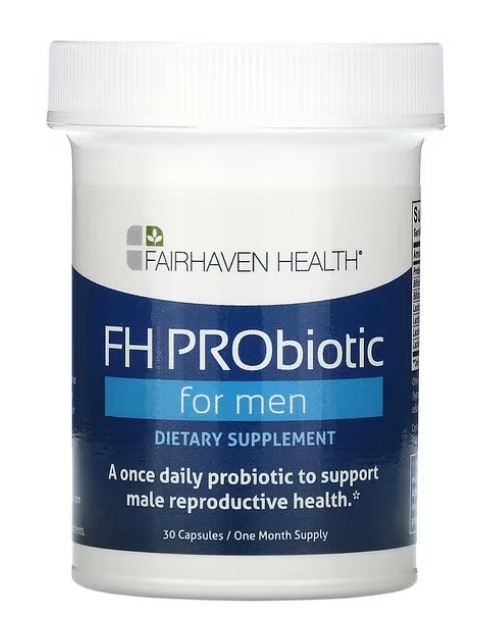 FAIRHAVEN HEALTH®
FH PRObiotic
for men
DIETARY SUPPLEMENT
A once daily probiotic to support
male reproductive health.*
30 Capsules / One Month Supply